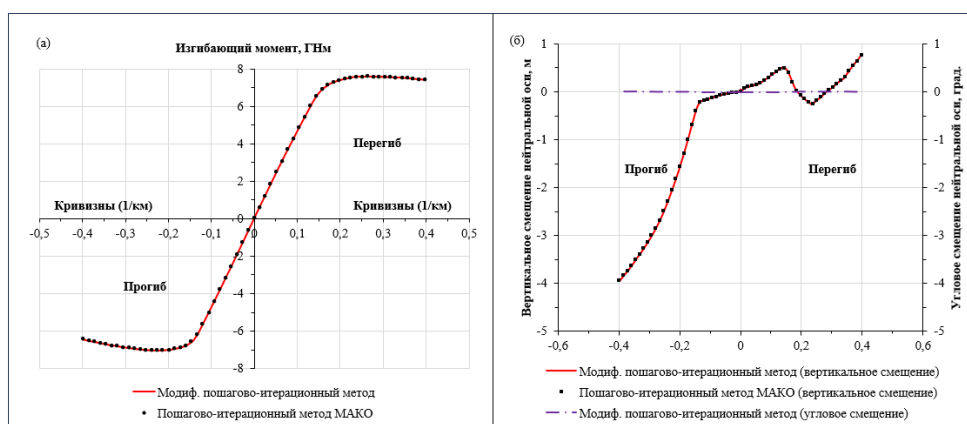 (а)
Изгибающий момент, ГНм
8
6
4
2
0
-2
-4
-6
-8
Перегиб
Кривизны (1/км)
Кривизны (1/км)
-0,5 -0,4 -0,3 -0,2 -0,1 0 0,1 0,2 0,3 0,4 0,5
Прогиб
Модиф. пошагово-итерационный метод
Пошагово-итерационный метод МАКО
(б)
Вертикальное смещение нейтральной оси, м
1
0
-1
-2
-3
-4
-5
Прогиб
Перегиб
1
0
-1
-2
-3
-4
-5
Угловое смещение нейтральной оси, град.
-0,6 -0,4 -0,2 0 0,2 0,4 0,6
Модиф. пошагово-итерационный метод (вертикальное смещение)
Пошагово-итерационный метод МАКО (вертикальное смещение)
Модиф. пошагово-итерационный метод (угловое смещение)